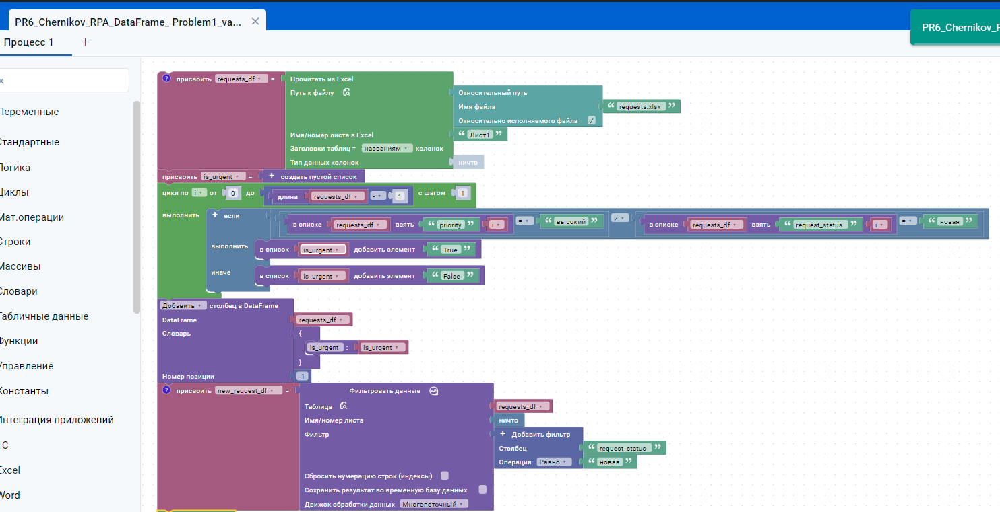 PR6_Chernikov_RPA_DataFrame_ Problem1_va...
PR6_Chernikov_R
Процесс 1
к
Переменные
Стандартные
Логика
Циклы
Мат.операции
Строки
Массивы
Словари
Табличные данные
Функции
Управление
Константы
Интеграция приложений
1С
Excel
Word
? присвоить requests_df = Прочитать из Excel
Путь к файлу
Относительный путь
Имя файла “ requests.xlsx ”
Относительно исполняемого файла
Имя/номер листа в Excel “ Лист1 ”
Заголовки таблиц = названиям колонок
Тип данных колонок ничто
присвоить is_urgent = + создать пустой список
цикл по i от 0 до длина requests_df - 1 с шагом 1
выполнить + если в списке requests_df взять “ priority ” i = “ высокий ” и в списке requests_df взять “ request_status ” i = “ новая ”
выполнить в список is_urgent добавить элемент “ True ”
иначе в список is_urgent добавить элемент “ False ”
Добавить столбец в DataFrame
DataFrame requests_df
Словарь {
is_urgent : is_urgent
}
Номер позиции -1
? присвоить new_request_df = Фильтровать данные
Таблица requests_df
Имя/номер листа ничто
Фильтр + Добавить фильтр
Столбец “ request_status ”
Операция Равно “ новая ”
Сбросить нумерацию строк (индексы)
Сохранить результат во временную базу данных
Движок обработки данных Многопоточный